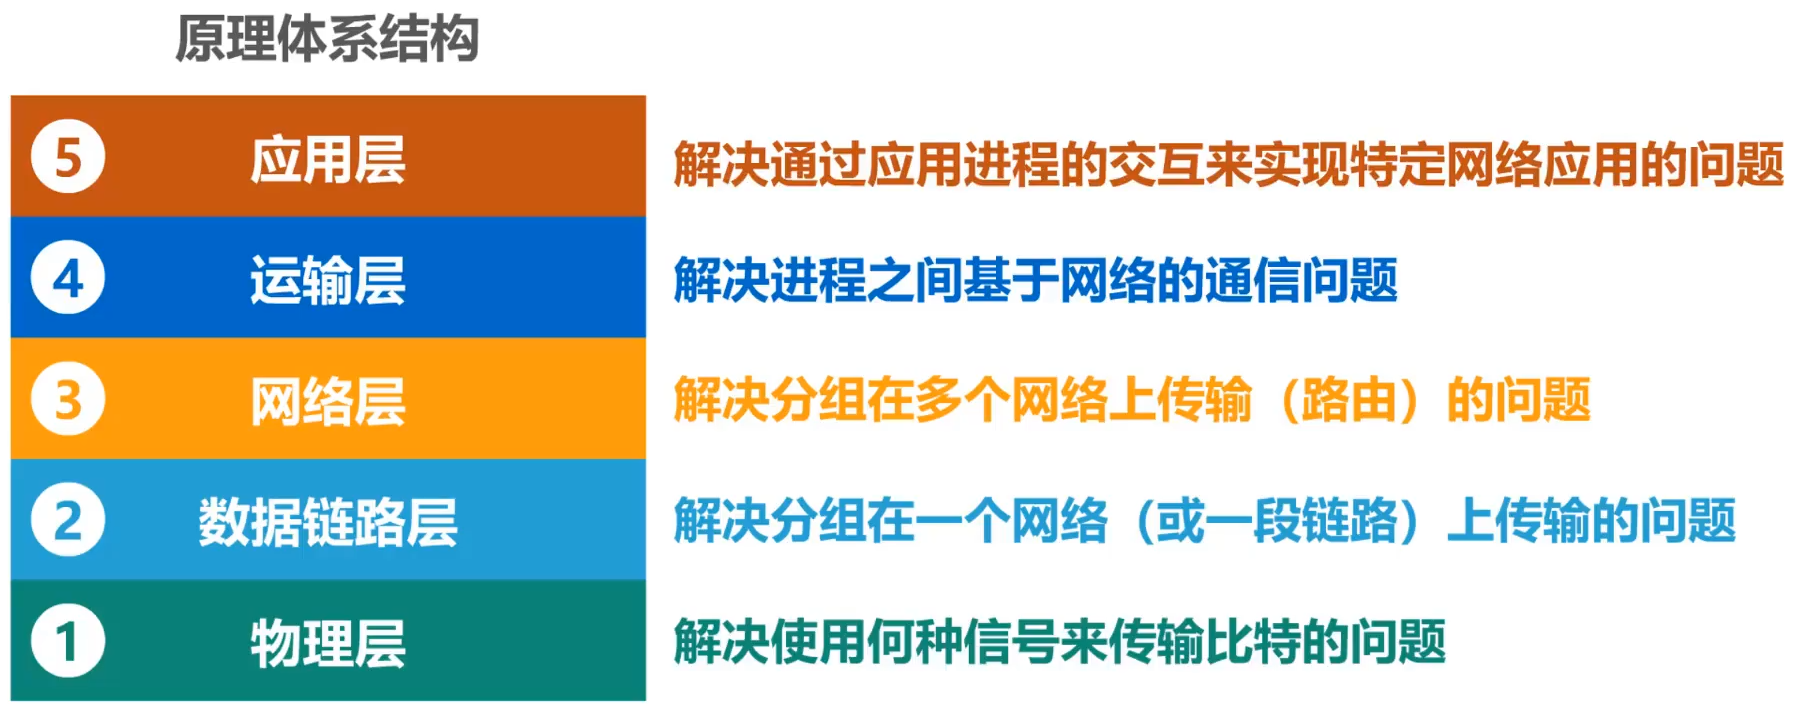 原理体系结构
5 应用层 解决通过应用进程的交互来实现特定网络应用的问题
4 运输层 解决进程之间基于网络的通信问题
3 网络层 解决分组在多个网络上传输（路由）的问题
2 数据链路层 解决分组在一个网络（或一段链路）上传输的问题
1 物理层 解决使用何种信号来传输比特的问题